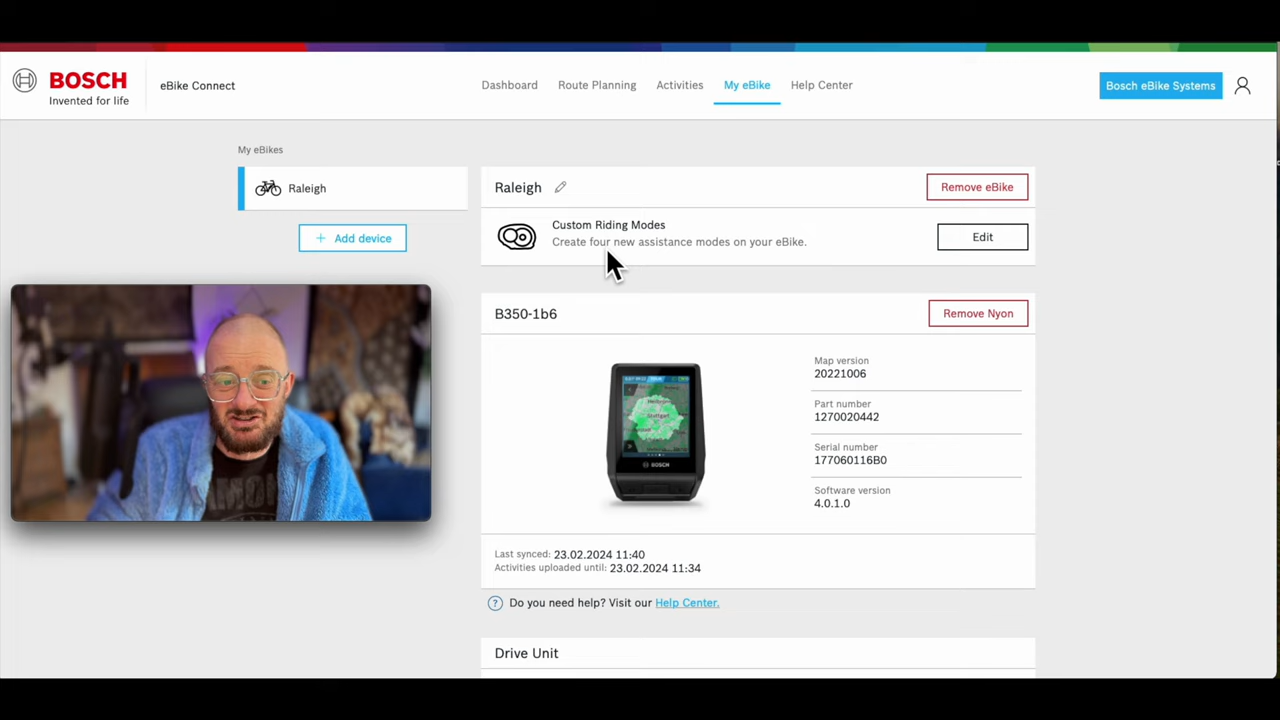 BOSCH
Invented for life
eBike Connect
Dashboard
Route Planning
Activities
My eBike
Help Center
Bosch eBike Systems
My eBikes
Raleigh
+ Add device
Raleigh
Remove eBike
Custom Riding Modes
Create four new assistance modes on your eBike.
Edit
B350-1b6
Remove Nyon
Stuttgart
BOSCH
Map version
20221006
Part number
1270020442
Serial number
177060116B0
Software version
4.0.1.0
Last synced: 23.02.2024 11:40
Activities uploaded until: 23.02.2024 11:34
? Do you need help? Visit our Help Center.
Drive Unit